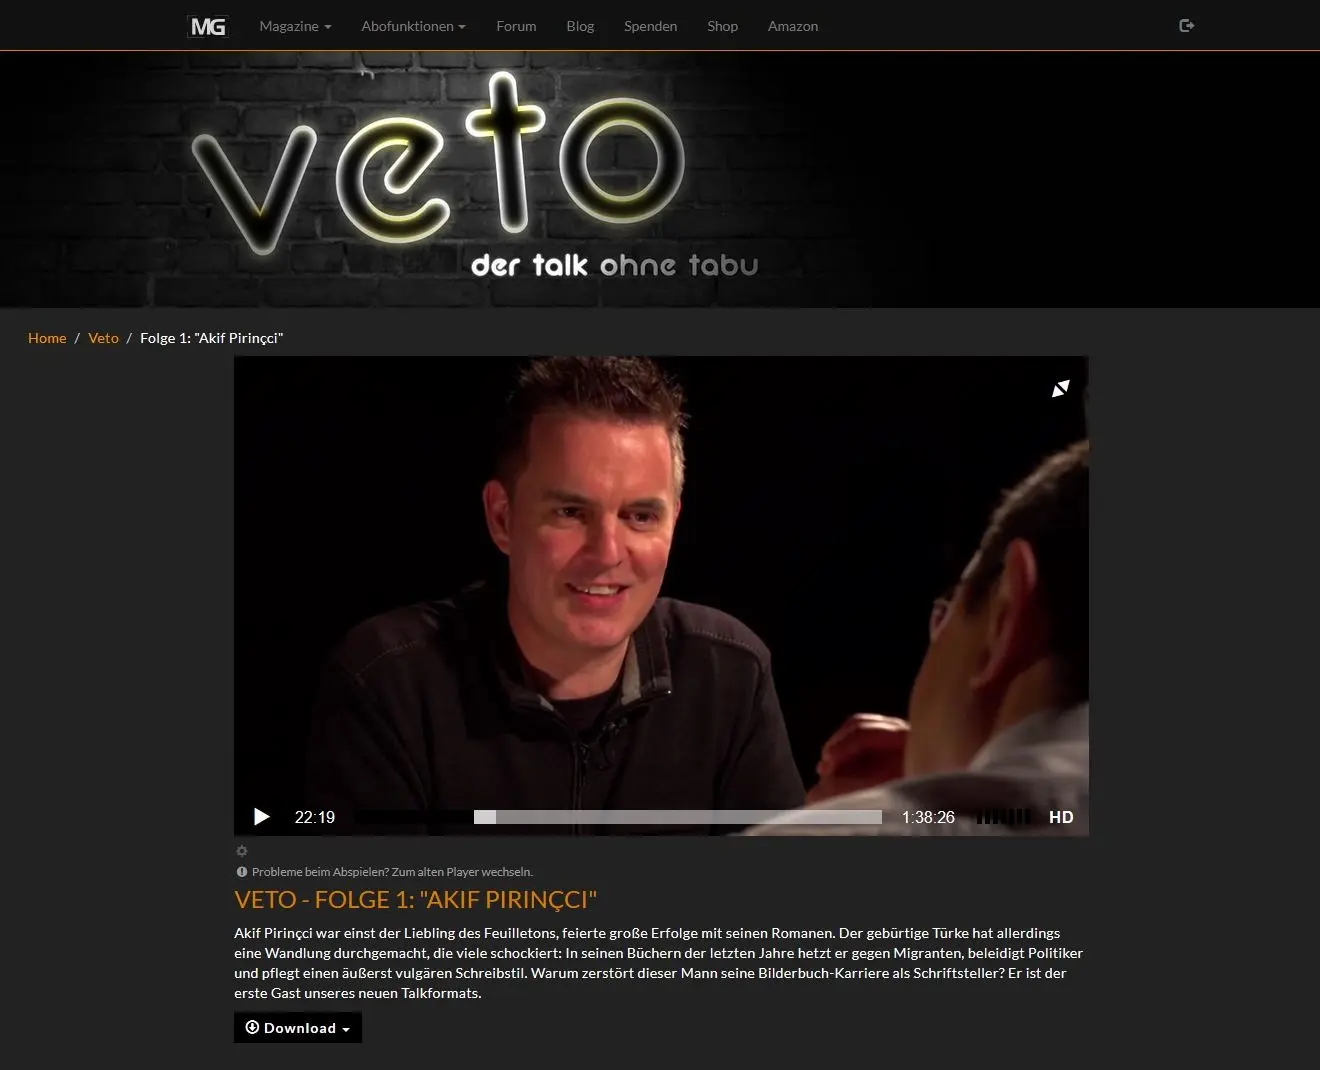 MG Magazine Abofunktionen Forum Blog Spenden Shop Amazon
veto
der talk ohne tabu
Home / Veto / Folge 1: "Akif Pirinçci"
22:19 1:38:26 HD
Probleme beim Abspielen? Zum alten Player wechseln.
VETO - FOLGE 1: "AKIF PIRINÇCI"
Akif Pirinçci war einst der Liebling des Feuilletons, feierte große Erfolge mit seinen Romanen. Der gebürtige Türke hat allerdings
eine Wandlung durchgemacht, die viele schockiert: In seinen Büchern der letzten Jahre hetzt er gegen Migranten, beleidigt Politiker
und pflegt einen äußerst vulgären Schreibstil. Warum zerstört dieser Mann seine Bilderbuch-Karriere als Schriftsteller? Er ist der
erste Gast unseres neuen Talkformats.
Download